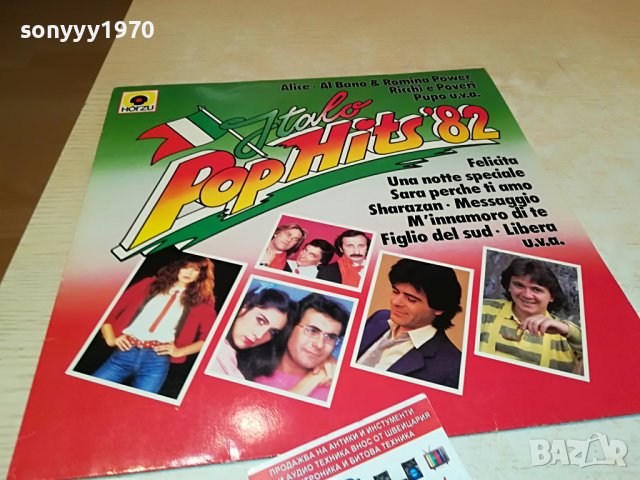 sonyyy1970
HÖRZU
Alice · Al Bano & Romina Power
Ricchi e Poveri
Pupo u.v.a.
Italo
Pop Hits '82
Felicita
Una notte speciale
Sara perche ti amo
Sharazan · Messaggio
M'innamoro di te
Figlio del sud · Libera
u.v.a.
ПРОДАЖБА НА АНТИКИ И ИНСТУМЕНТИ
АУДИО ТЕХНИКА ВНОС ОТ ШВЕЙЦАРИЯ
И БИТОВА ТЕХНИКА
BAZAR